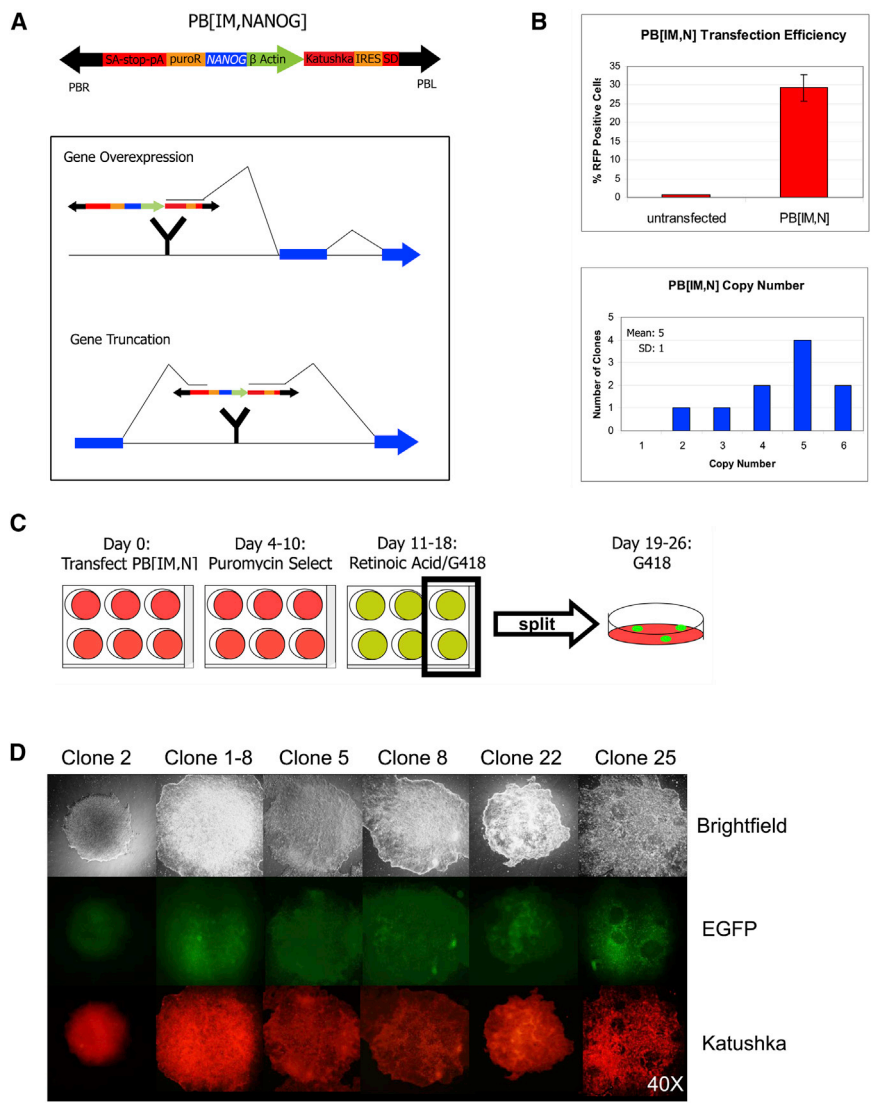 A
PB[IM,NANOG]
SA-stop-pA puroR NANOG β Actin Katushka IRES SD
PBR
PBL
Gene Overexpression
Gene Truncation
B
PB[IM,N] Transfection Efficiency
% RFP Positive Cells
35
30
25
20
15
10
5
0
untransfected
PB[IM,N]
PB[IM,N] Copy Number
Mean: 5
SD: 1
Number of Clones
5
4
3
2
1
0
1 2 3 4 5 6
Copy Number
C
Day 0:
Transfect PB[IM,N]
Day 4-10:
Puromycin Select
Day 11-18:
Retinoic Acid/G418
split
Day 19-26:
G418
D
Clone 2 Clone 1-8 Clone 5 Clone 8 Clone 22 Clone 25
Brightfield
EGFP
Katushka
40X